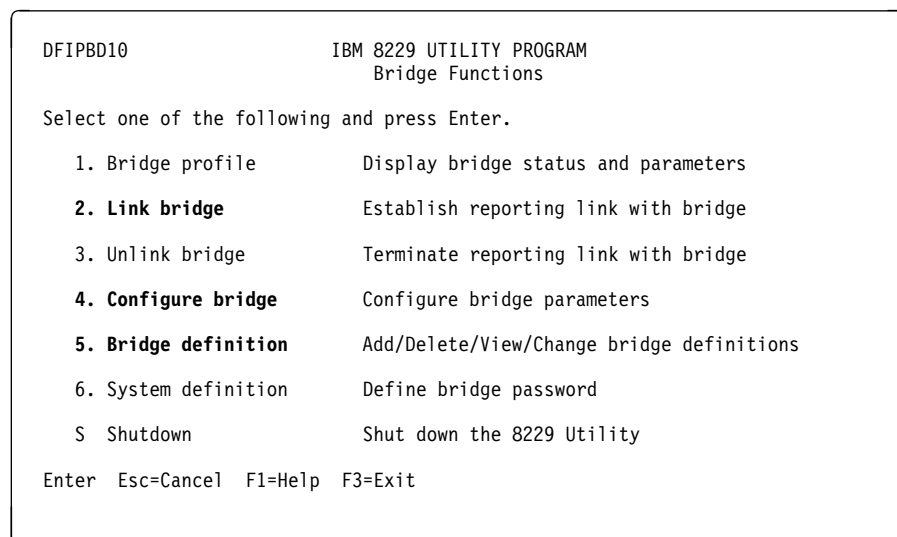 DFIPBD10 IBM 8229 UTILITY PROGRAM
Bridge Functions
Select one of the following and press Enter.
1. Bridge profile Display bridge status and parameters
2. Link bridge Establish reporting link with bridge
3. Unlink bridge Terminate reporting link with bridge
4. Configure bridge Configure bridge parameters
5. Bridge definition Add/Delete/View/Change bridge definitions
6. System definition Define bridge password
S Shutdown Shut down the 8229 Utility
Enter Esc=Cancel F1=Help F3=Exit